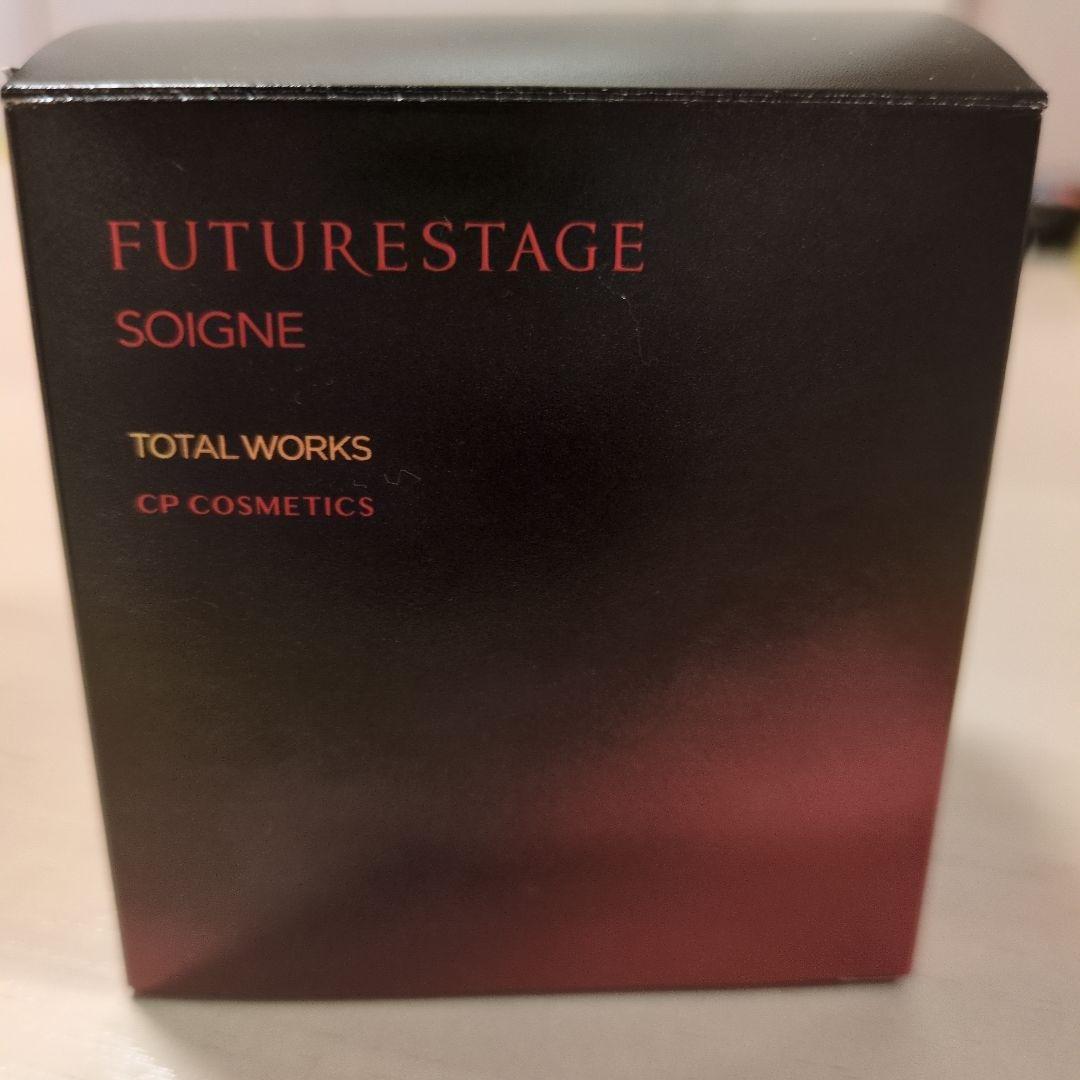 FUTURESTAGE
SOIGNE
TOTAL WORKS
CP COSMETICS